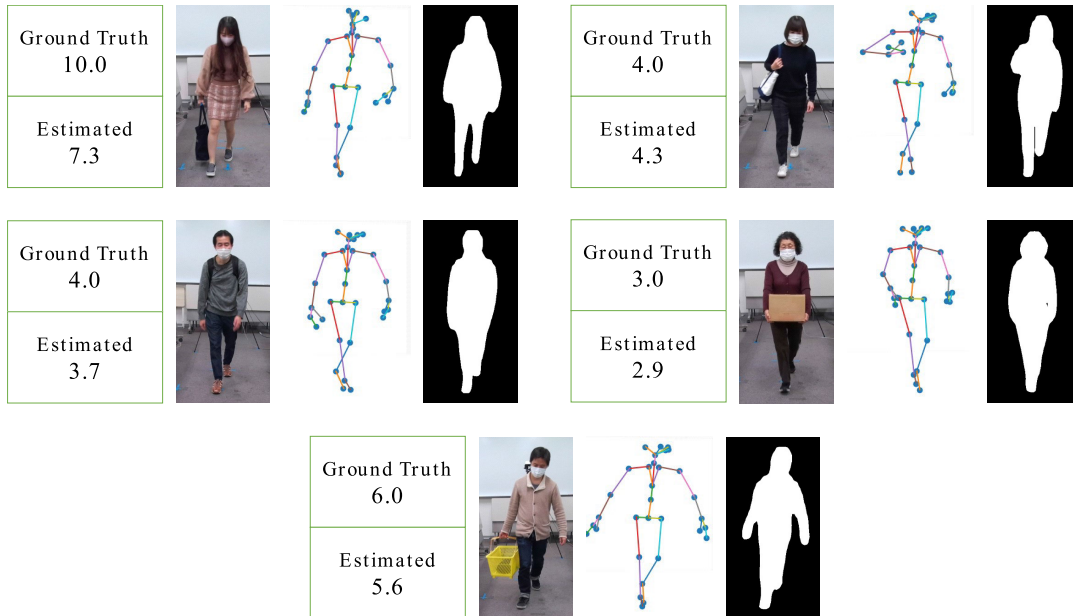 Ground Truth
10.0
Estimated
7.3
Ground Truth
4.0
Estimated
4.3
Ground Truth
4.0
Estimated
3.7
Ground Truth
3.0
Estimated
2.9
Ground Truth
6.0
Estimated
5.6